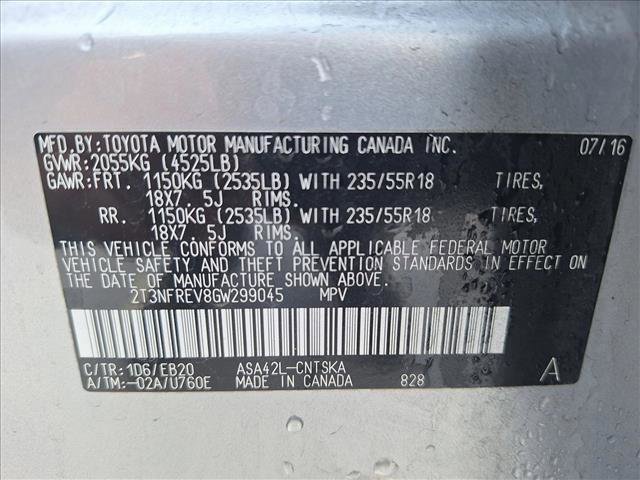 MFD.BY:TOYOTA MOTOR MANUFACTURING CANADA INC. 07/16
GVWR:2055KG (4525LB)
GAWR:FRT. 1150KG (2535LB) WITH 235/55R18 TIRES,
18X7.5J RIMS.
RR. 1150KG (2535LB) WITH 235/55R18 TIRES,
18X7.5J RIMS.
THIS VEHICLE CONFORMS TO ALL APPLICABLE FEDERAL MOTOR
VEHICLE SAFETY AND THEFT PREVENTION STANDARDS IN EFFECT ON
THE DATE OF MANUFACTURE SHOWN ABOVE.
2T3NFREV8GW299045 MPV
C/TR:1D6/EB20 ASA42L-CNTSKA
A/TM:-02A/U760E MADE IN CANADA 828 A